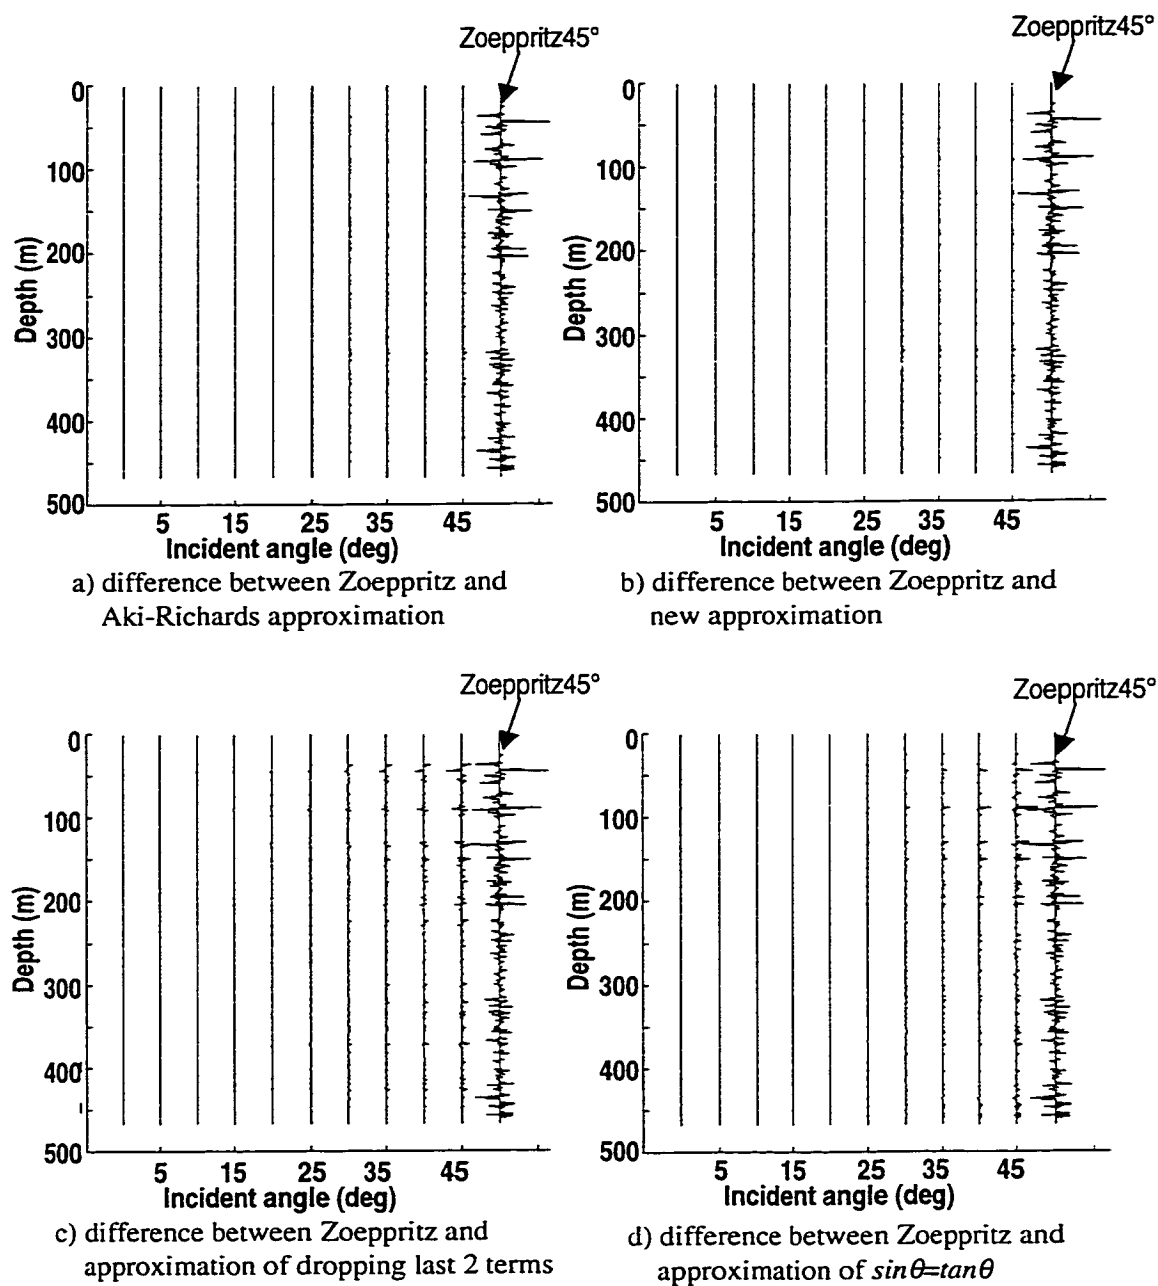 Zoeppritz45°
0
100
200
300
400
500
Depth (m)
5 15 25 35 45
Incident angle (deg)
a) difference between Zoeppritz and
Aki-Richards approximation
Zoeppritz45°
0
100
200
300
400
500
Depth (m)
5 15 25 35 45
Incident angle (deg)
b) difference between Zoeppritz and
new approximation
Zoeppritz45°
0
100
200
300
400
500
Depth (m)
5 15 25 35 45
Incident angle (deg)
c) difference between Zoeppritz and
approximation of dropping last 2 terms
Zoeppritz45°
0
100
200
300
400
500
Depth (m)
5 15 25 35 45
Incident angle (deg)
d) difference between Zoeppritz and
approximation of sinθ=tanθ